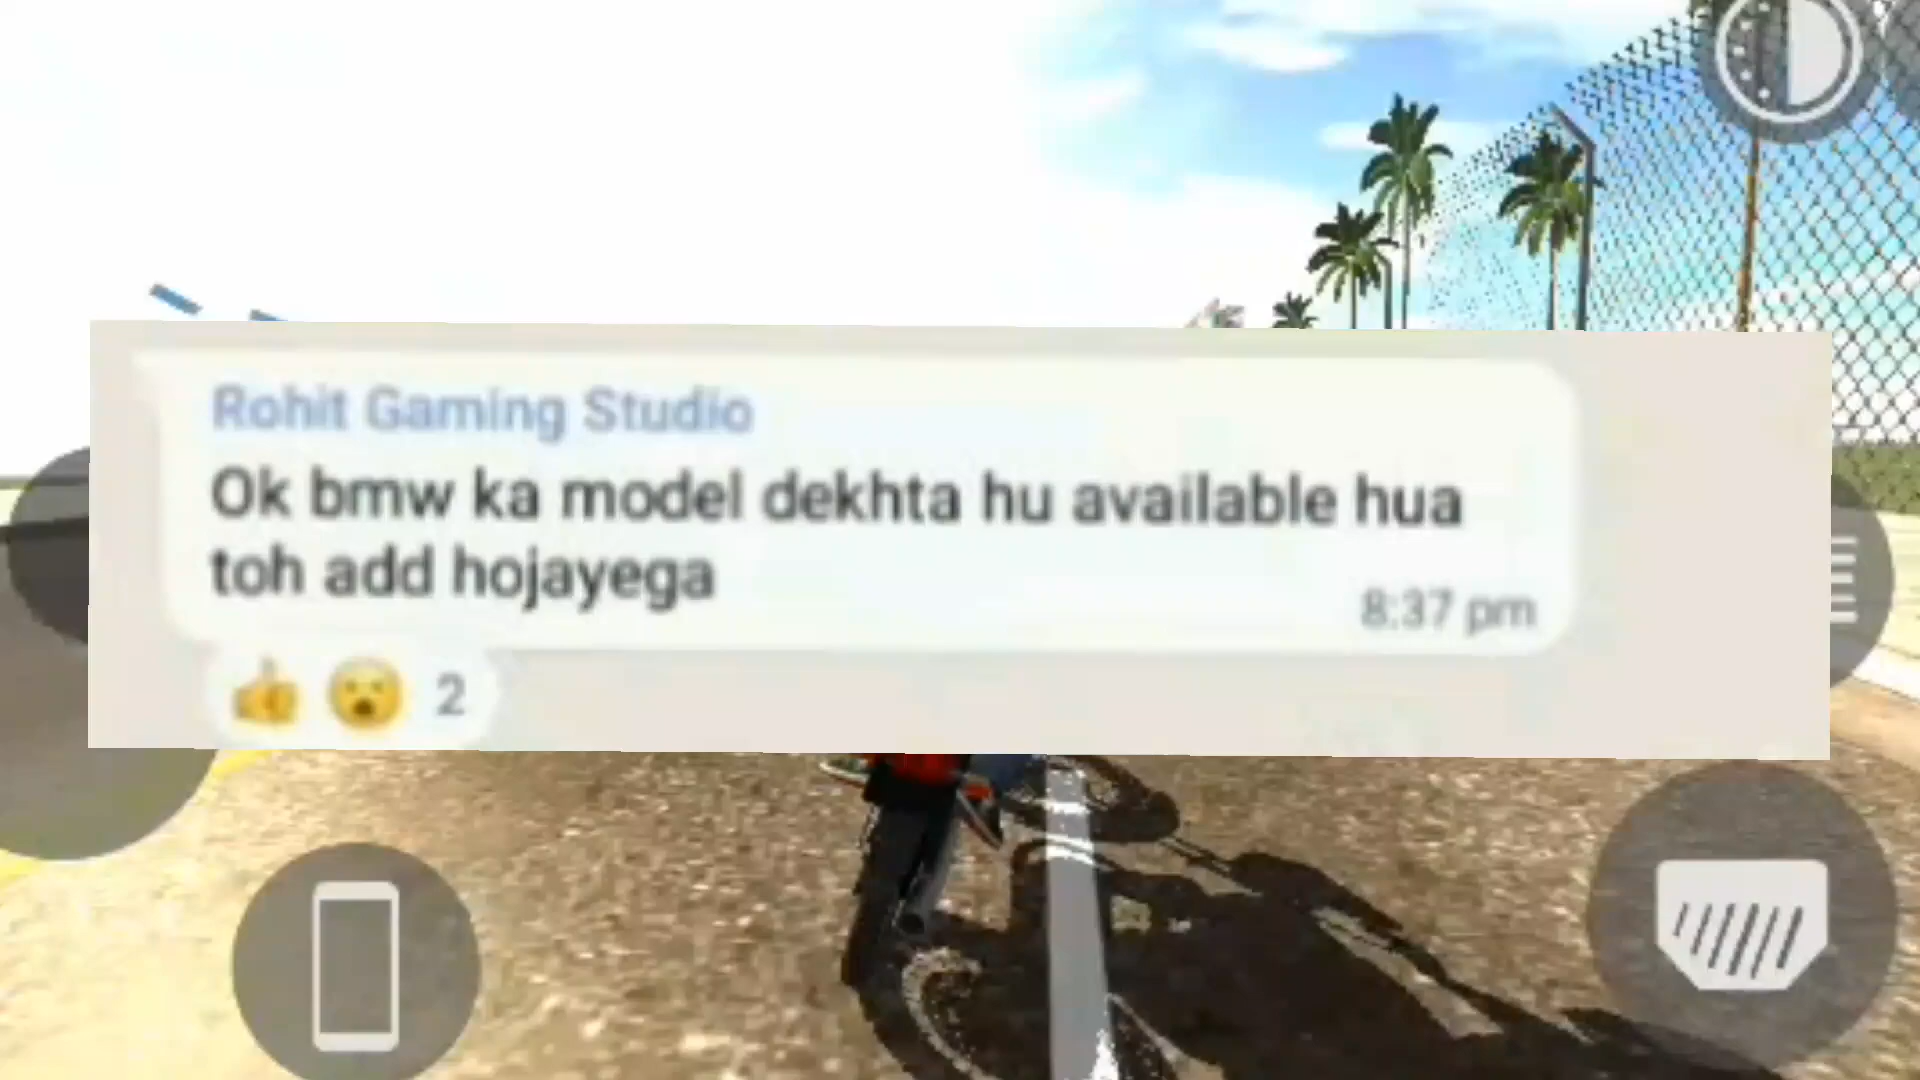 Rohit Gaming Studio
Ok bmw ka model dekhta hu available hua
toh add hojayega
8:37 pm
2